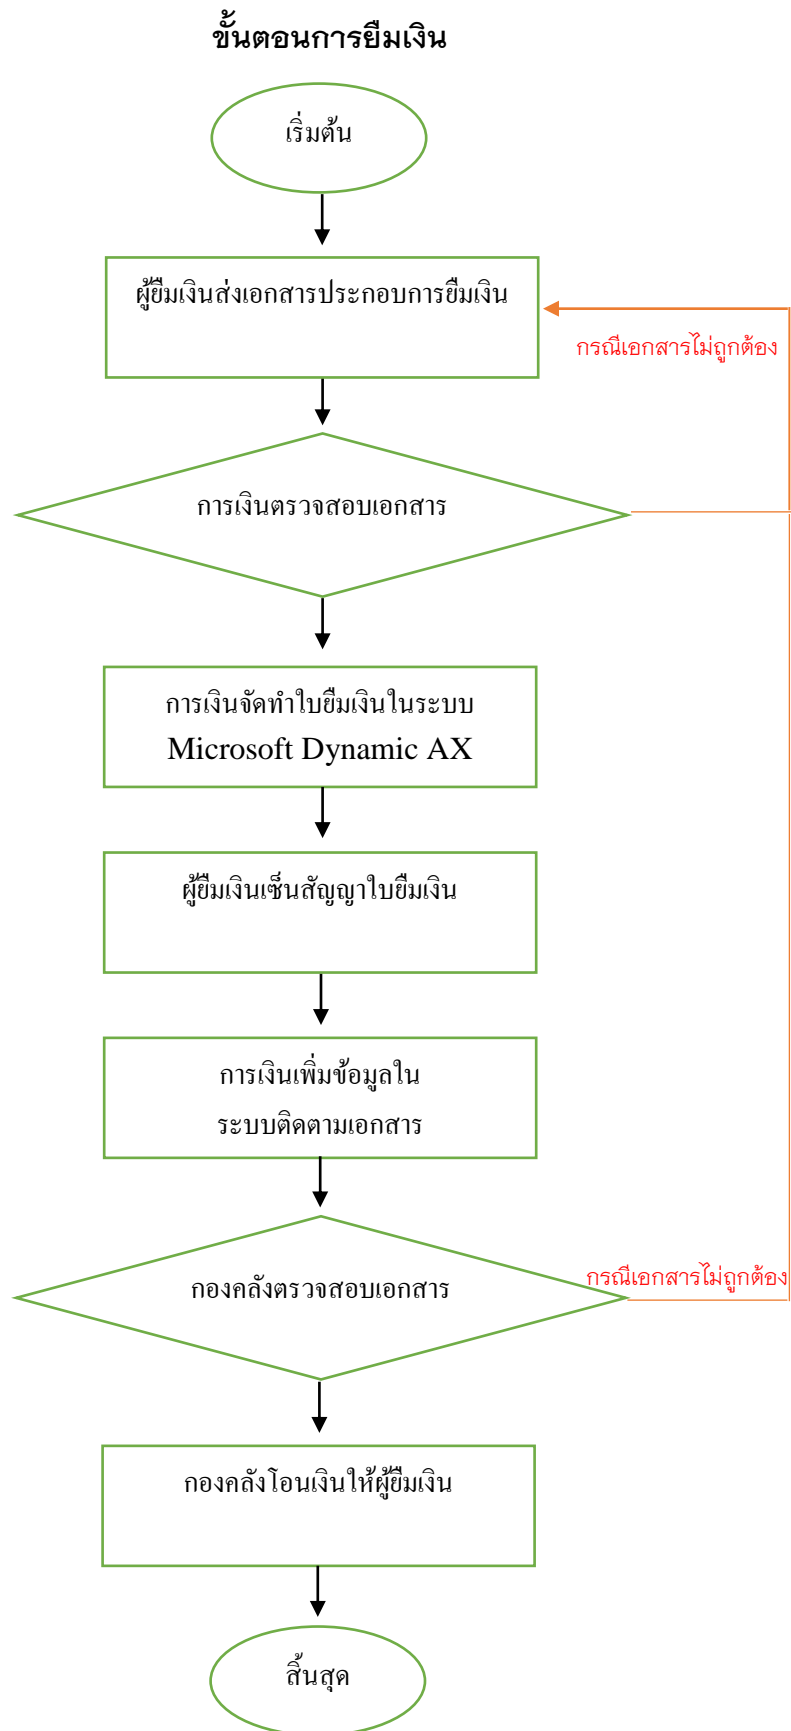 ขั้นตอนการยืมเงิน
เริ่มต้น
ผู้ยืมเงินส่งเอกสารประกอบการยืมเงิน
กรณีเอกสารไม่ถูกต้อง
การเงินตรวจสอบเอกสาร
การเงินจัดทำใบยืมเงินในระบบ
Microsoft Dynamic AX
ผู้ยืมเงินเซ็นสัญญาใบยืมเงิน
การเงินเพิ่มข้อมูลใน
ระบบติดตามเอกสาร
กรณีเอกสารไม่ถูกต้อง
กองคลังตรวจสอบเอกสาร
กองคลังโอนเงินให้ผู้ยืมเงิน
สิ้นสุด